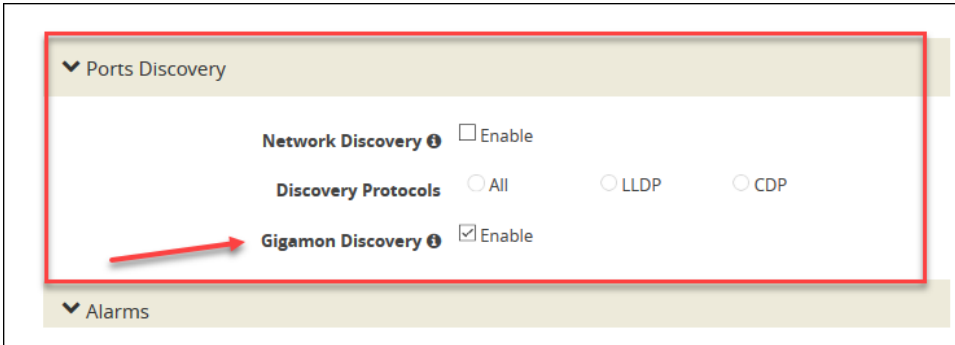 Ports Discovery
Network Discovery Enable
Discovery Protocols All LLDP CDP
Gigamon Discovery Enable
Alarms